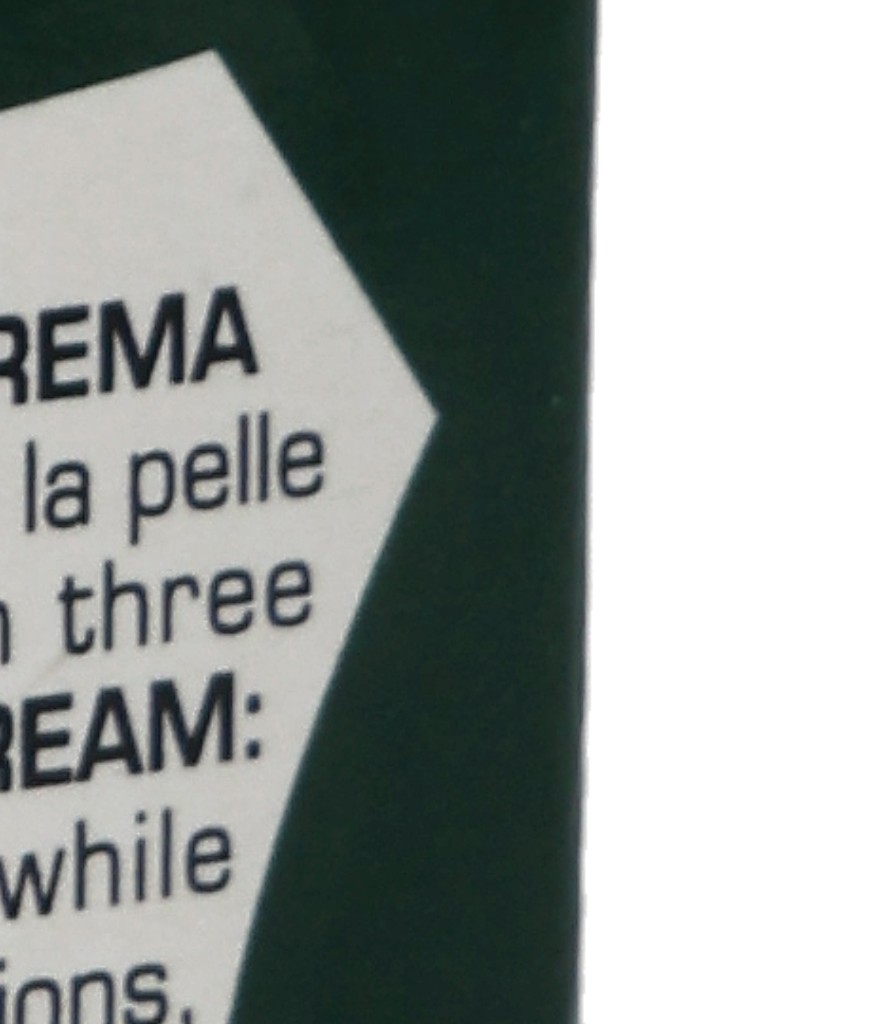 REMA
la pelle
three
REAM:
while
ions.